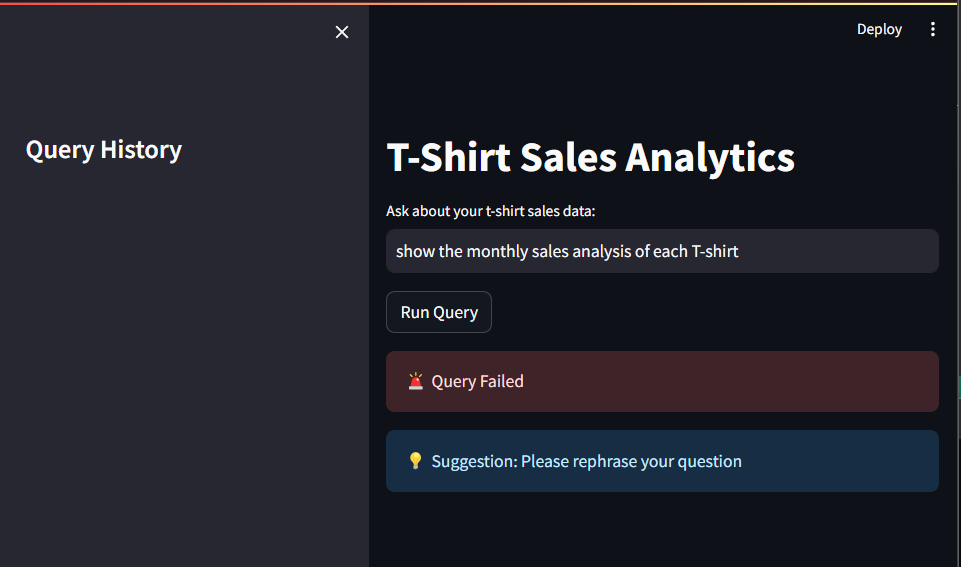 Deploy
Query History
T-Shirt Sales Analytics
Ask about your t-shirt sales data:
show the monthly sales analysis of each T-shirt
Run Query
🚨 Query Failed
💡 Suggestion: Please rephrase your question